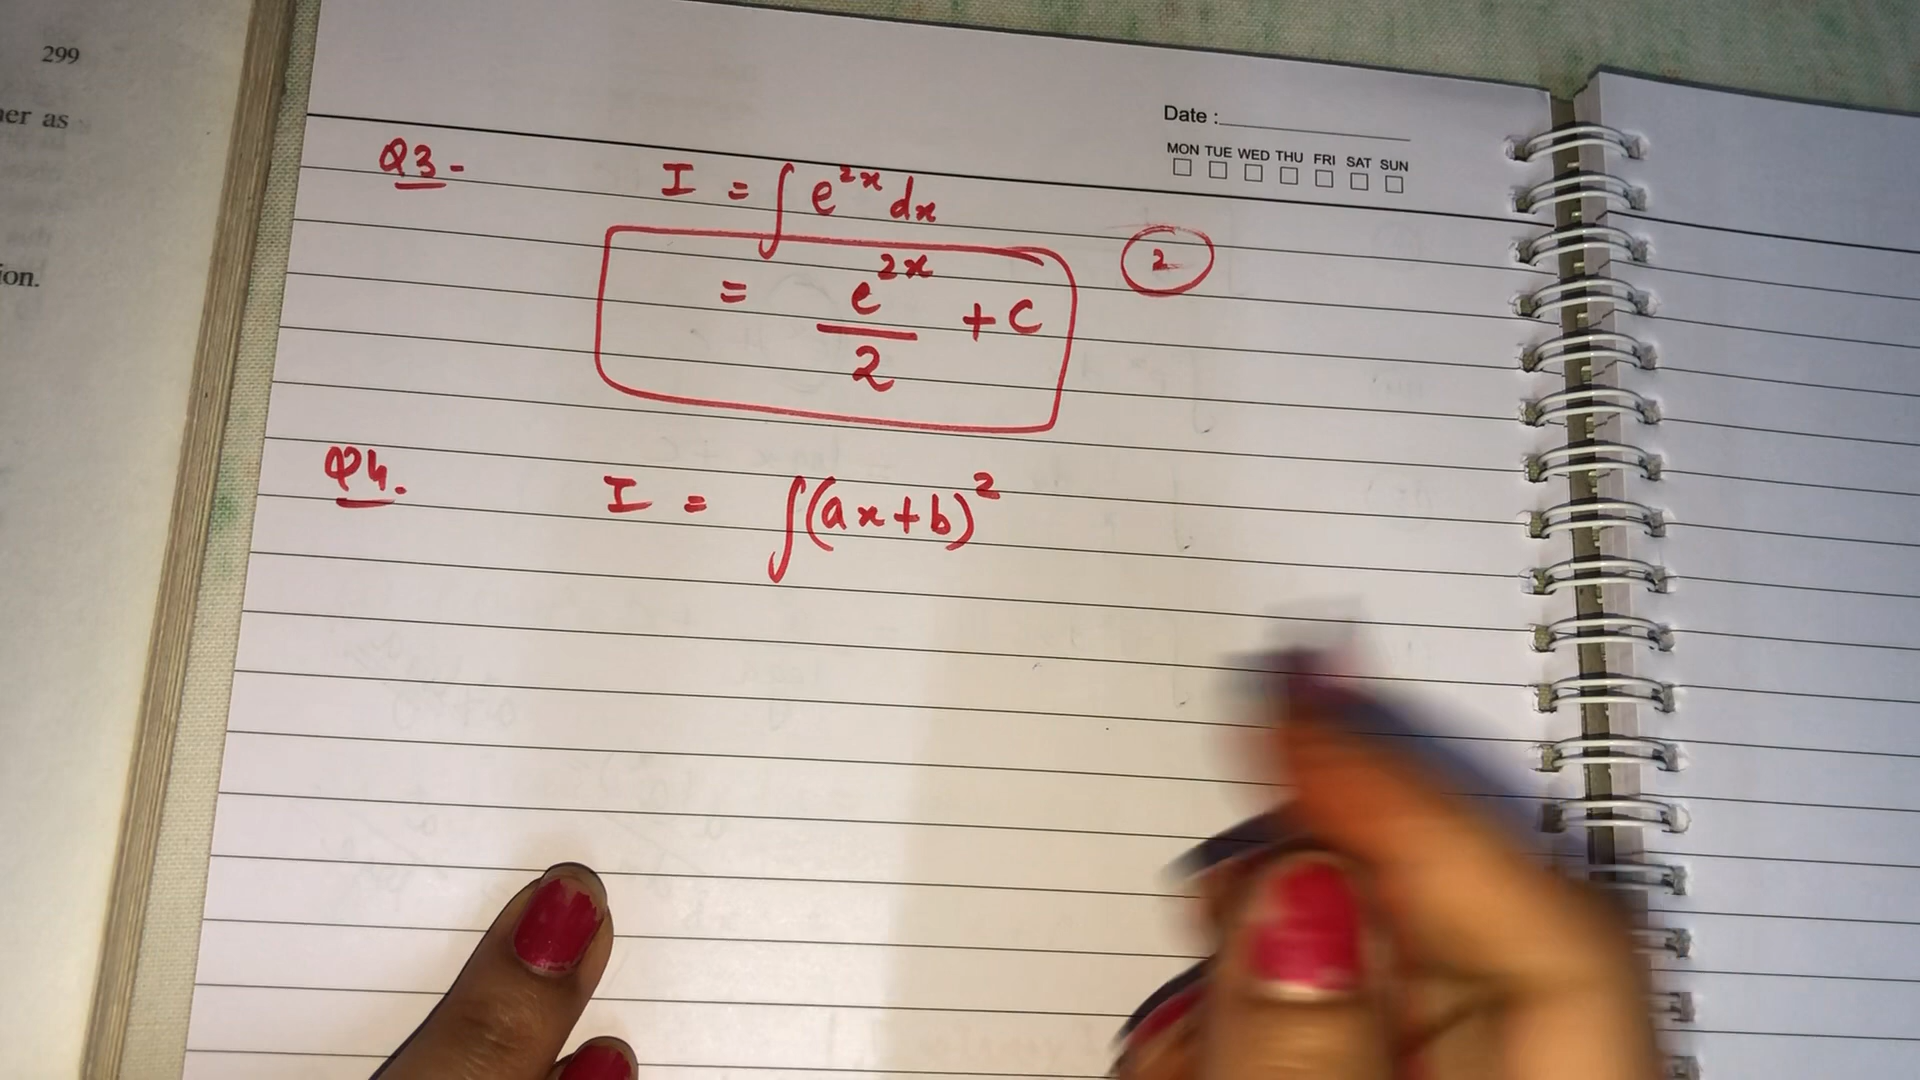 299
er as
ion.
Date :
MON TUE WED THU FRI SAT SUN
Q3- I = ∫ e^{2x} dx
2
= e^{2x}/2 + c
Q4. I = ∫(ax+b)^2